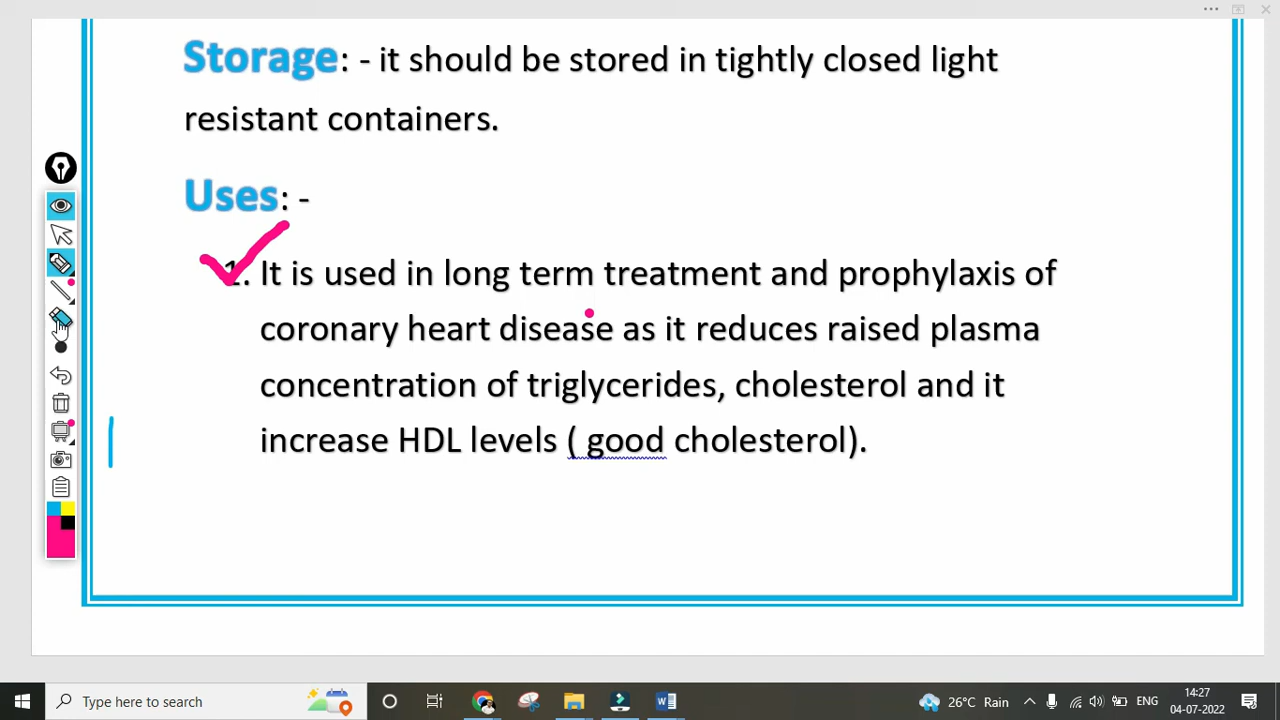 Storage: - it should be stored in tightly closed light
resistant containers.
Uses: -
1. It is used in long term treatment and prophylaxis of
coronary heart disease as it reduces raised plasma
concentration of triglycerides, cholesterol and it
increase HDL levels ( good cholesterol).
Type here to search
26°C Rain
ENG
14:27
04-07-2022